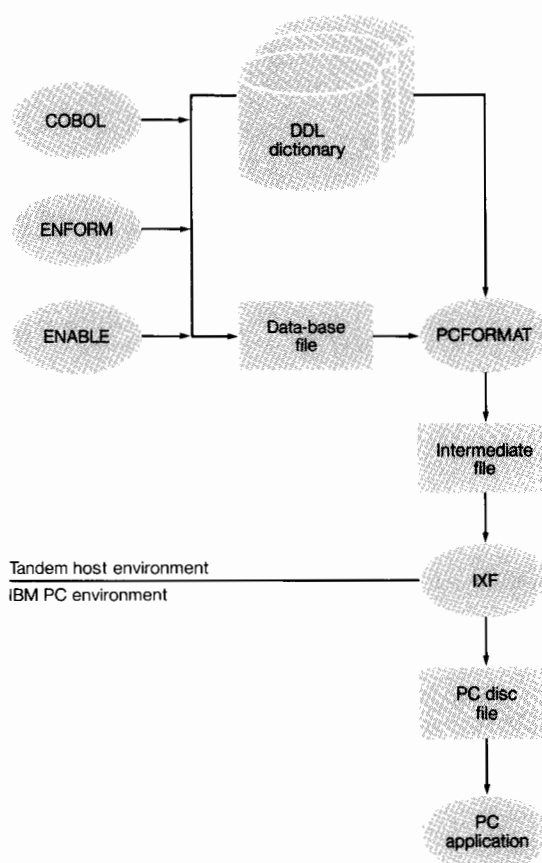 COBOL
DDL
dictionary
ENFORM
ENABLE
Data-base
file
PCFORMAT
Intermediate
file
Tandem host environment
IBM PC environment
IXF
PC disc
file
PC
application